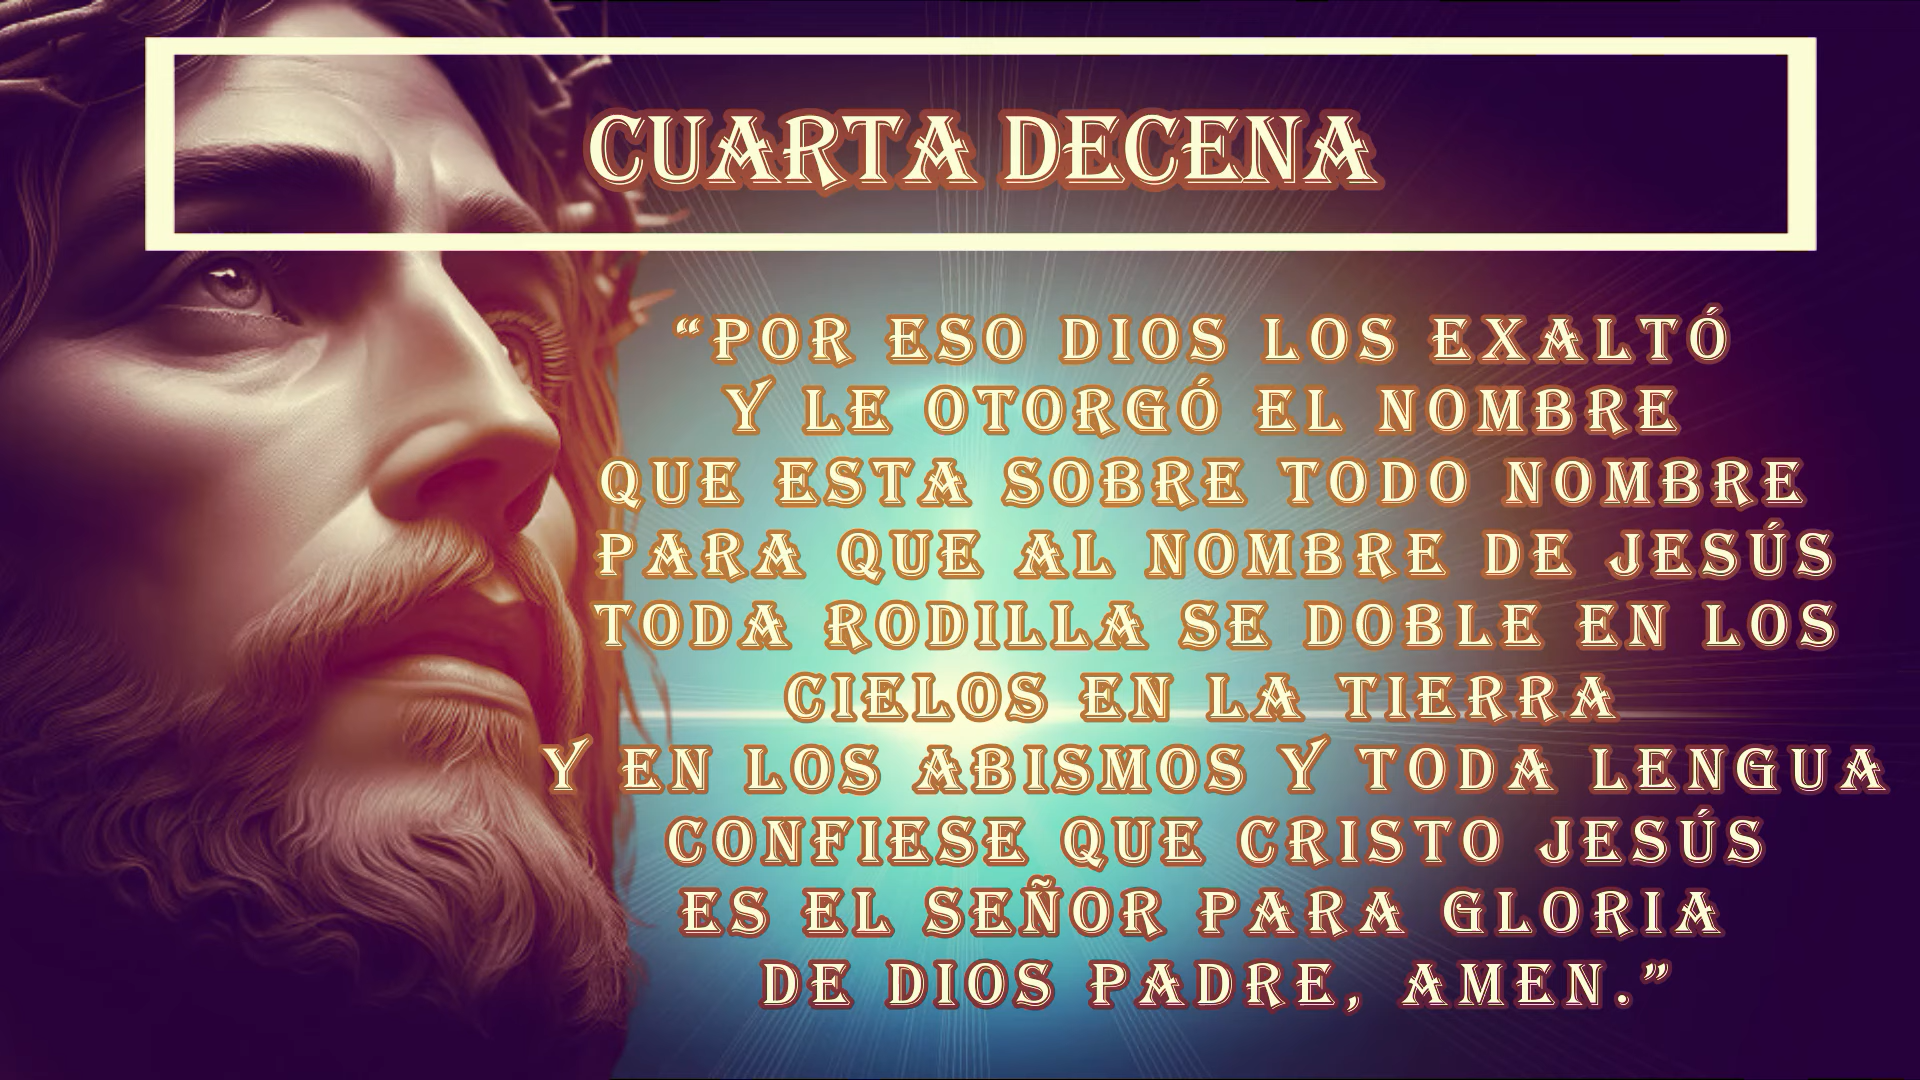 CUARTA DECENA
“POR ESO DIOS LOS EXALTÓ
Y LE OTORGÓ EL NOMBRE
QUE ESTA SOBRE TODO NOMBRE
PARA QUE AL NOMBRE DE JESÚS
TODA RODILLA SE DOBLE EN LOS
CIELOS EN LA TIERRA
Y EN LOS ABISMOS Y TODA LENGUA
CONFIESE QUE CRISTO JESÚS
ES EL SEÑOR PARA GLORIA
DE DIOS PADRE, AMEN.”